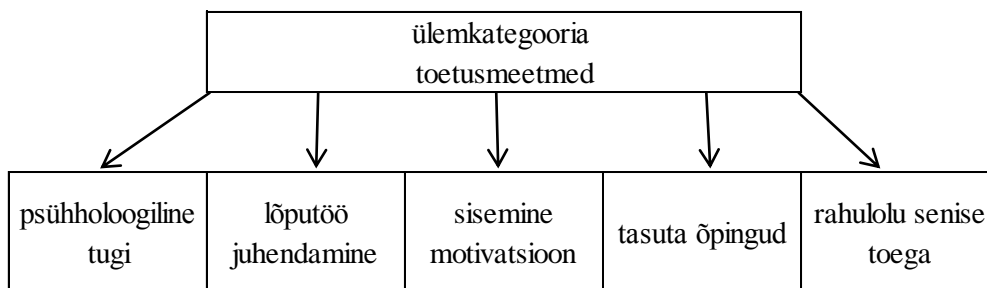 ülemkategooria
toetusmeetmed
psühholoogiline
tugi
lõputöö
juhendamine
sisemine
motivatsioon
tasuta õpingud
rahulolu senise
toega